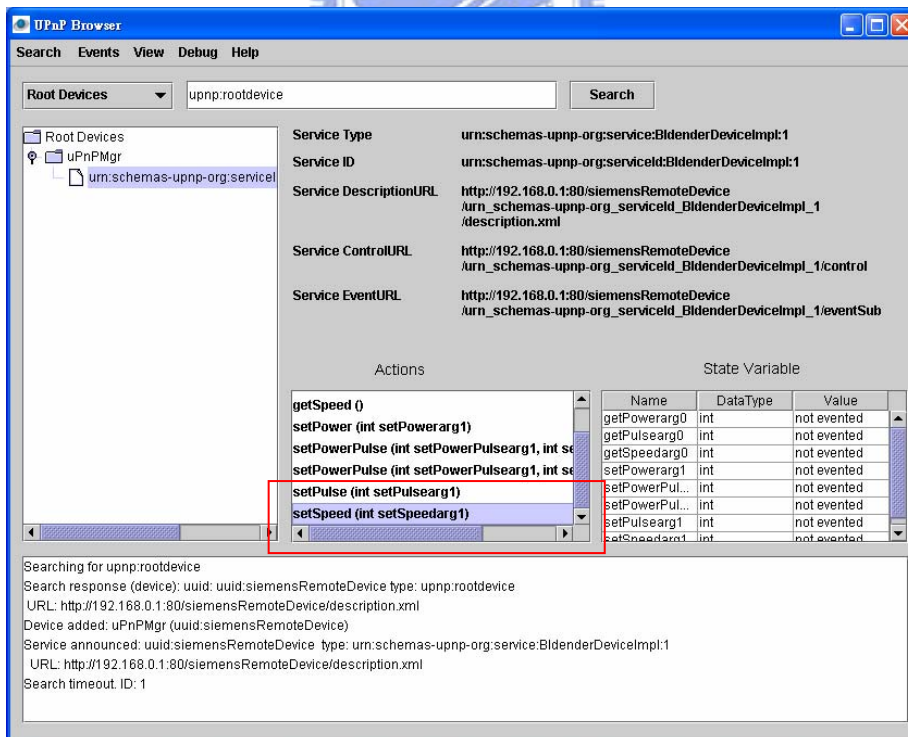 UPnP Browser
Search Events View Debug Help
Root Devices upnp:rootdevice Search
Root Devices
uPnPMgr
urn:schemas-upnp-org:serviceI
Service Type urn:schemas-upnp-org:service:BldenderDeviceImpl:1
Service ID urn:schemas-upnp-org:serviceId:BldenderDeviceImpl:1
Service DescriptionURL http://192.168.0.1:80/siemensRemoteDevice
/urn_schemas-upnp-org_serviceId_BldenderDeviceImpl_1
/description.xml
Service ControlURL http://192.168.0.1:80/siemensRemoteDevice
/urn_schemas-upnp-org_serviceId_BldenderDeviceImpl_1/control
Service EventURL http://192.168.0.1:80/siemensRemoteDevice
/urn_schemas-upnp-org_serviceId_BldenderDeviceImpl_1/eventSub
Actions
getSpeed ()
setPower (int setPowerarg1)
setPowerPulse (int setPowerPulsearg1, int se
setPowerPulse (int setPowerPulsearg1, int se
setPulse (int setPulsearg1)
setSpeed (int setSpeedarg1)
State Variable
Name DataType Value
getPowerarg0 int not evented
getPulsearg0 int not evented
getSpeedarg0 int not evented
setPowerarg1 int not evented
setPowerPul... int not evented
setPowerPul... int not evented
setPulsearg1 int not evented
setSpeedarg1 int not evented
Searching for upnp:rootdevice
Search response (device): uuid: uuid:siemensRemoteDevice type: upnp:rootdevice
URL: http://192.168.0.1:80/siemensRemoteDevice/description.xml
Device added: uPnPMgr (uuid:siemensRemoteDevice)
Service announced: uuid:siemensRemoteDevice type: urn:schemas-upnp-org:service:BldenderDeviceImpl:1
URL: http://192.168.0.1:80/siemensRemoteDevice/description.xml
Search timeout. ID: 1